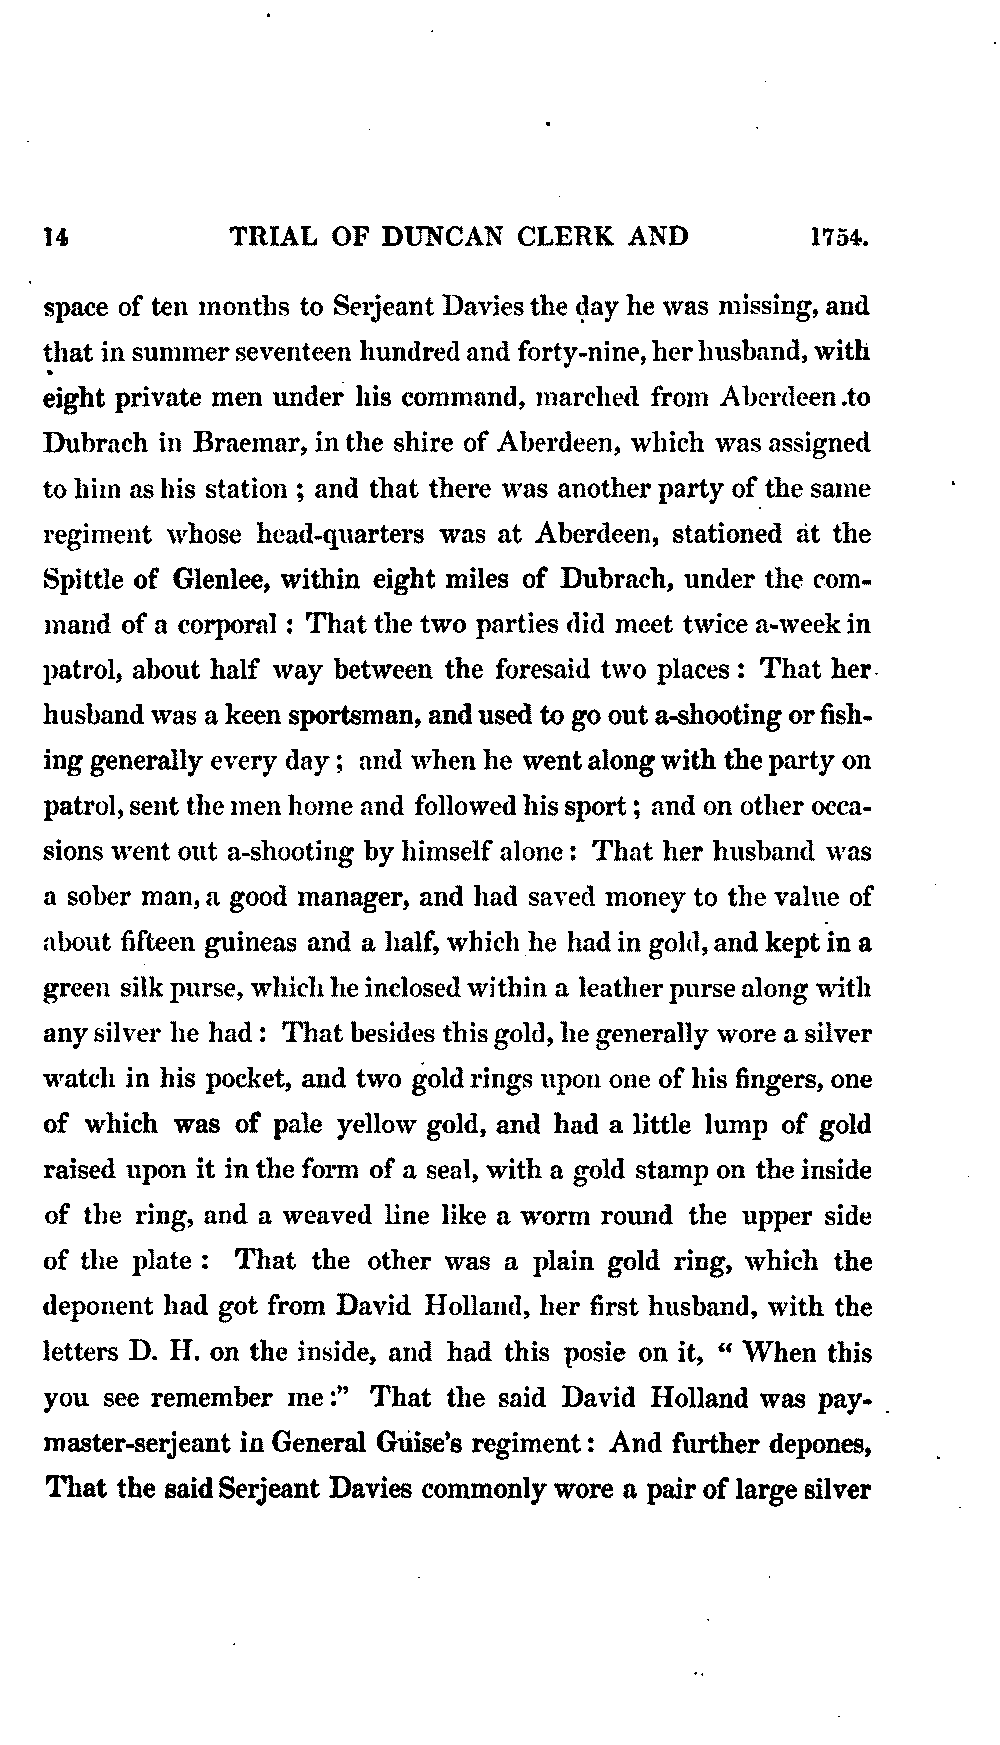 14 TRIAL OF DUNCAN CLERK AND 1754.
space of ten months to Serjeant Davies the day he was missing, and
that in summer seventeen hundred and forty-nine, her husband, with
eight private men under his command, marched from Aberdeen .to
Dubrach in Braemar, in the shire of Aberdeen, which was assigned
to him as his station ; and that there was another party of the same
regiment whose head-quarters was at Aberdeen, stationed at the
Spittle of Glenlee, within eight miles of Dubrach, under the com-
mand of a corporal : That the two parties did meet twice a-week in
patrol, about half way between the foresaid two places : That her
husband was a keen sportsman, and used to go out a-shooting or fish-
ing generally every day ; and when he went along with the party on
patrol, sent the men home and followed his sport ; and on other occa-
sions went out a-shooting by himself alone : That her husband was
a sober man, a good manager, and had saved money to the value of
about fifteen guineas and a half, which he had in gold, and kept in a
green silk purse, which he inclosed within a leather purse along with
any silver he had : That besides this gold, he generally wore a silver
watch in his pocket, and two gold rings upon one of his fingers, one
of which was of pale yellow gold, and had a little lump of gold
raised upon it in the form of a seal, with a gold stamp on the inside
of the ring, and a weaved line like a worm round the upper side
of the plate : That the other was a plain gold ring, which the
deponent had got from David Holland, her first husband, with the
letters D. H. on the inside, and had this posie on it, “ When this
you see remember me :” That the said David Holland was pay-
master-serjeant in General Guise’s regiment : And further depones,
That the said Serjeant Davies commonly wore a pair of large silver